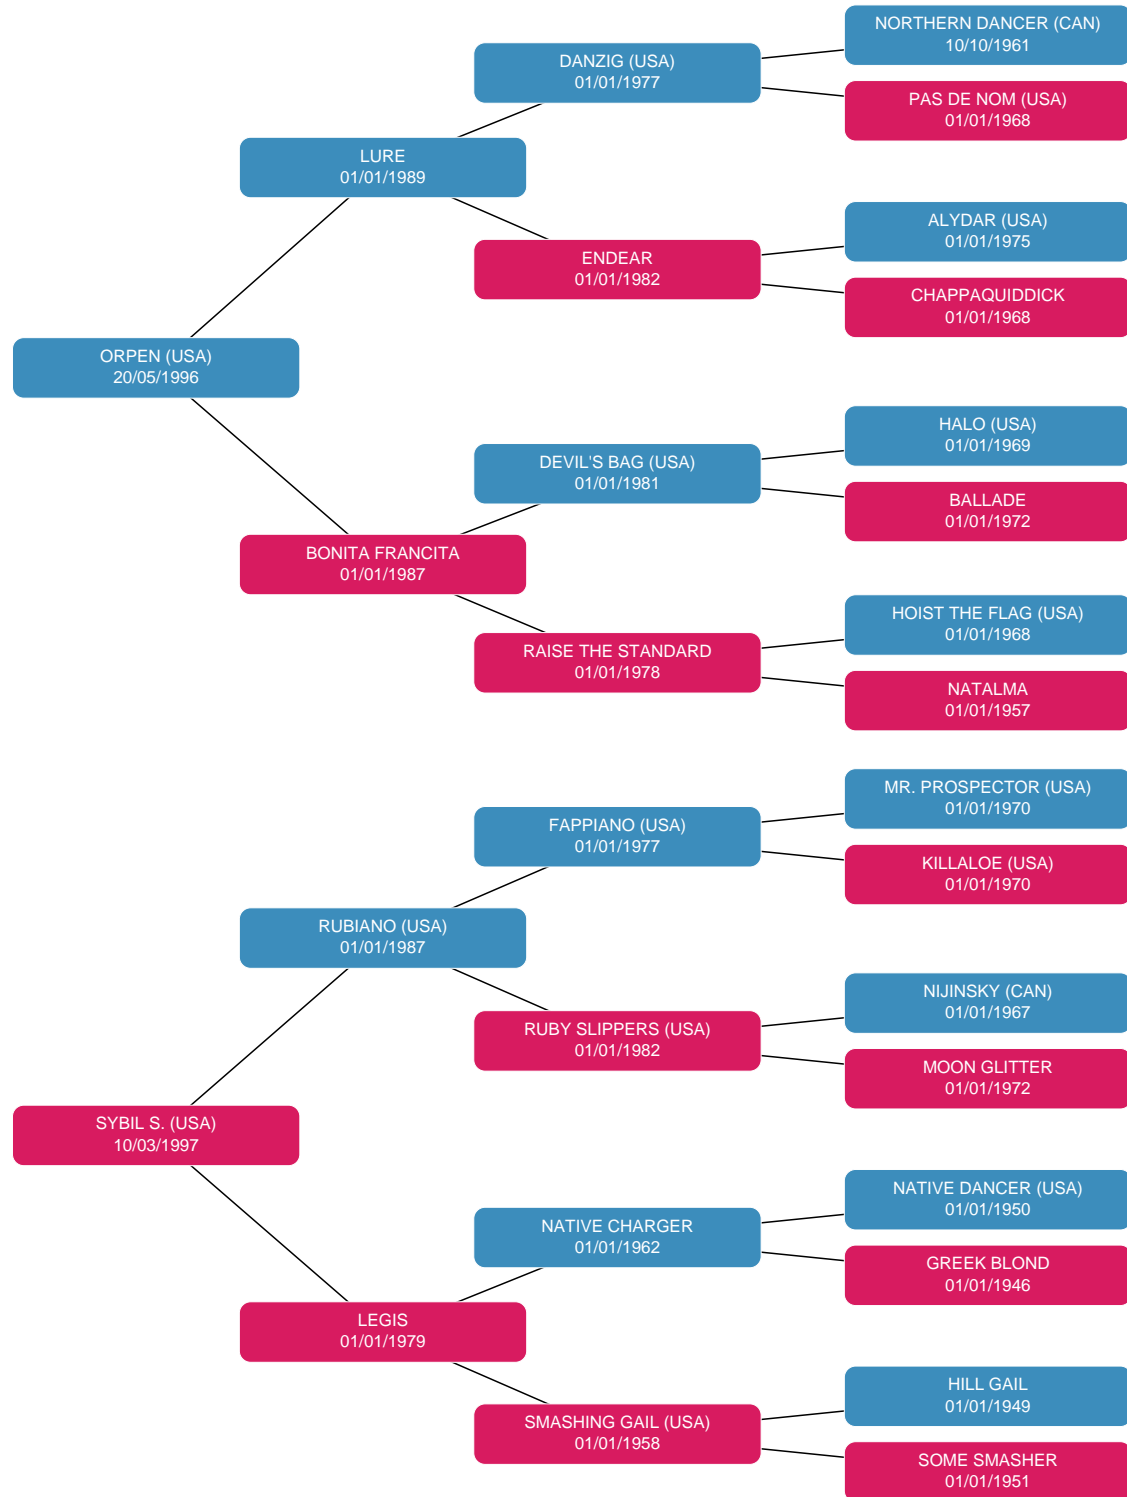 NORTHERN DANCER (CAN)
10/10/1961
DANZIG (USA)
01/01/1977
PAS DE NOM (USA)
01/01/1968
LURE
01/01/1989
ALYDAR (USA)
01/01/1975
ENDEAR
01/01/1982
CHAPPAQUIDDICK
01/01/1968
ORPEN (USA)
20/05/1996
HALO (USA)
01/01/1969
DEVIL'S BAG (USA)
01/01/1981
BALLADE
01/01/1972
BONITA FRANCITA
01/01/1987
HOIST THE FLAG (USA)
01/01/1968
RAISE THE STANDARD
01/01/1978
NATALMA
01/01/1957
MR. PROSPECTOR (USA)
01/01/1970
FAPPIANO (USA)
01/01/1977
KILLALOE (USA)
01/01/1970
RUBIANO (USA)
01/01/1987
NIJINSKY (CAN)
01/01/1967
RUBY SLIPPERS (USA)
01/01/1982
MOON GLITTER
01/01/1972
SYBIL S. (USA)
10/03/1997
NATIVE DANCER (USA)
01/01/1950
NATIVE CHARGER
01/01/1962
GREEK BLOND
01/01/1946
LEGIS
01/01/1979
HILL GAIL
01/01/1949
SMASHING GAIL (USA)
01/01/1958
SOME SMASHER
01/01/1951